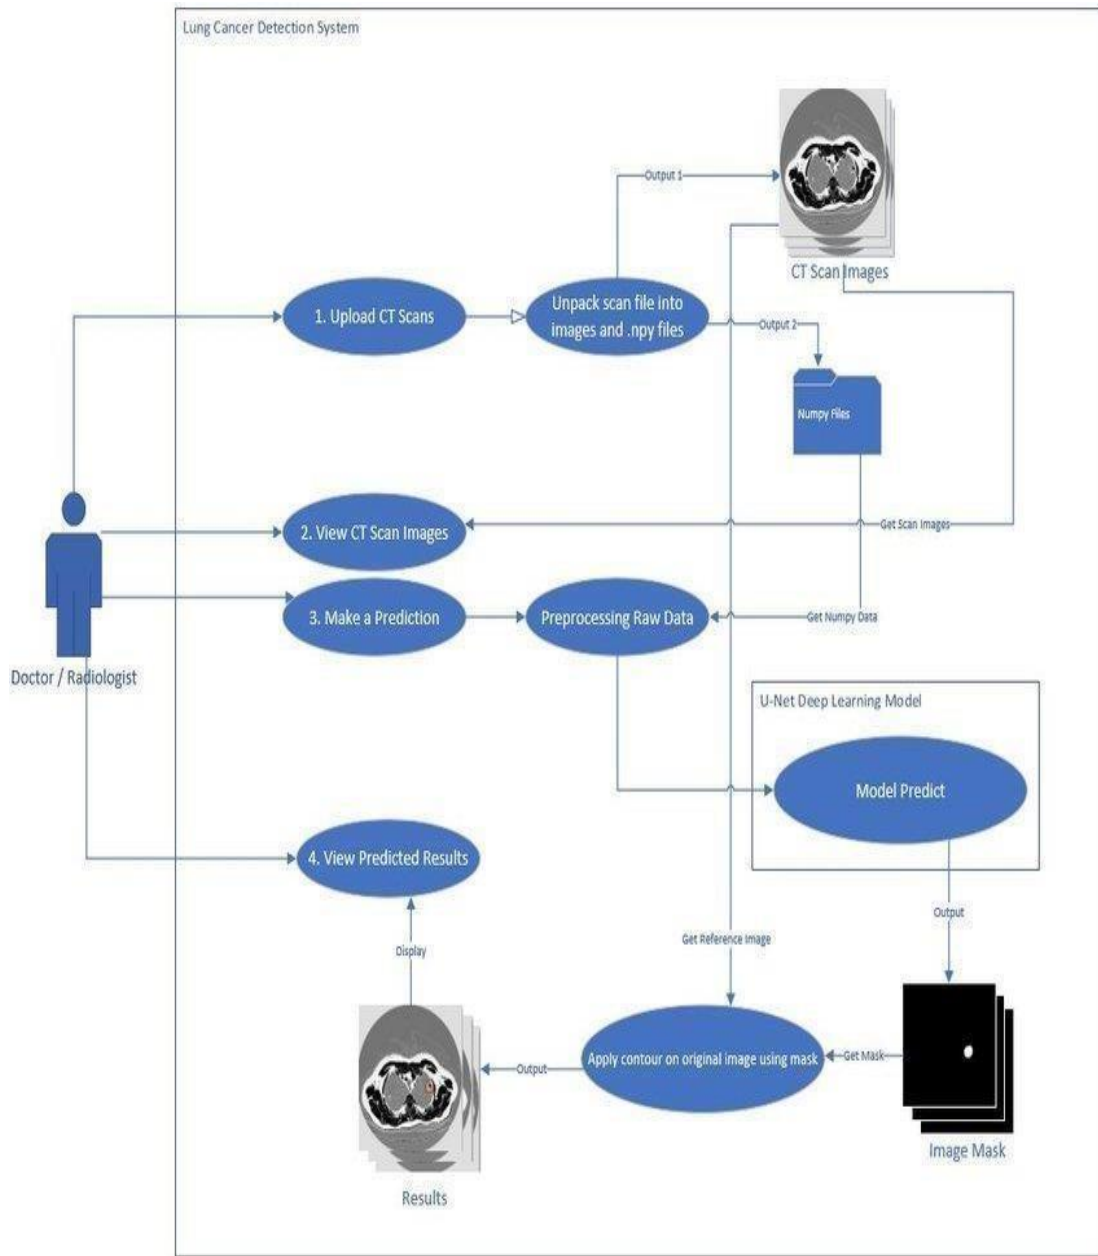 Lung Cancer Detection System
Output 1
CT Scan Images
1. Upload CT Scans
Unpack scan file into
images and .npy files
Output 2
Numpy Files
2. View CT Scan Images
Get Scan Images
3. Make a Prediction
Preprocessing Raw Data
Get Numpy Data
Doctor / Radiologist
U-Net Deep Learning Model
Model Predict
4. View Predicted Results
Output
Get Reference Image
Display
Apply contour on original image using mask
Get Mask
Output
Image Mask
Results